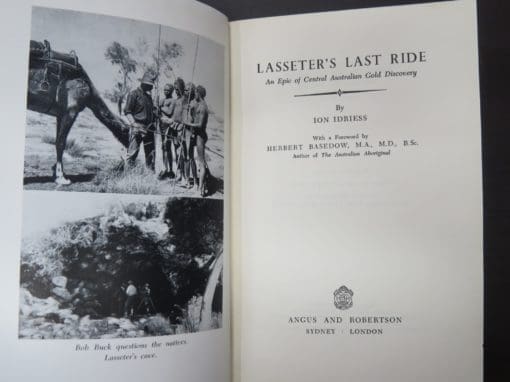 Bob Buck questions the natives.
Lasseter's cave.
LASSETER'S LAST RIDE
An Epic of Central Australian Gold Discovery
By
ION IDRIESS
With a Foreword by
HERBERT BASEDOW, M.A., M.D., B.Sc.
Author of The Australian Aboriginal
ANGUS AND ROBERTSON
SYDNEY · LONDON